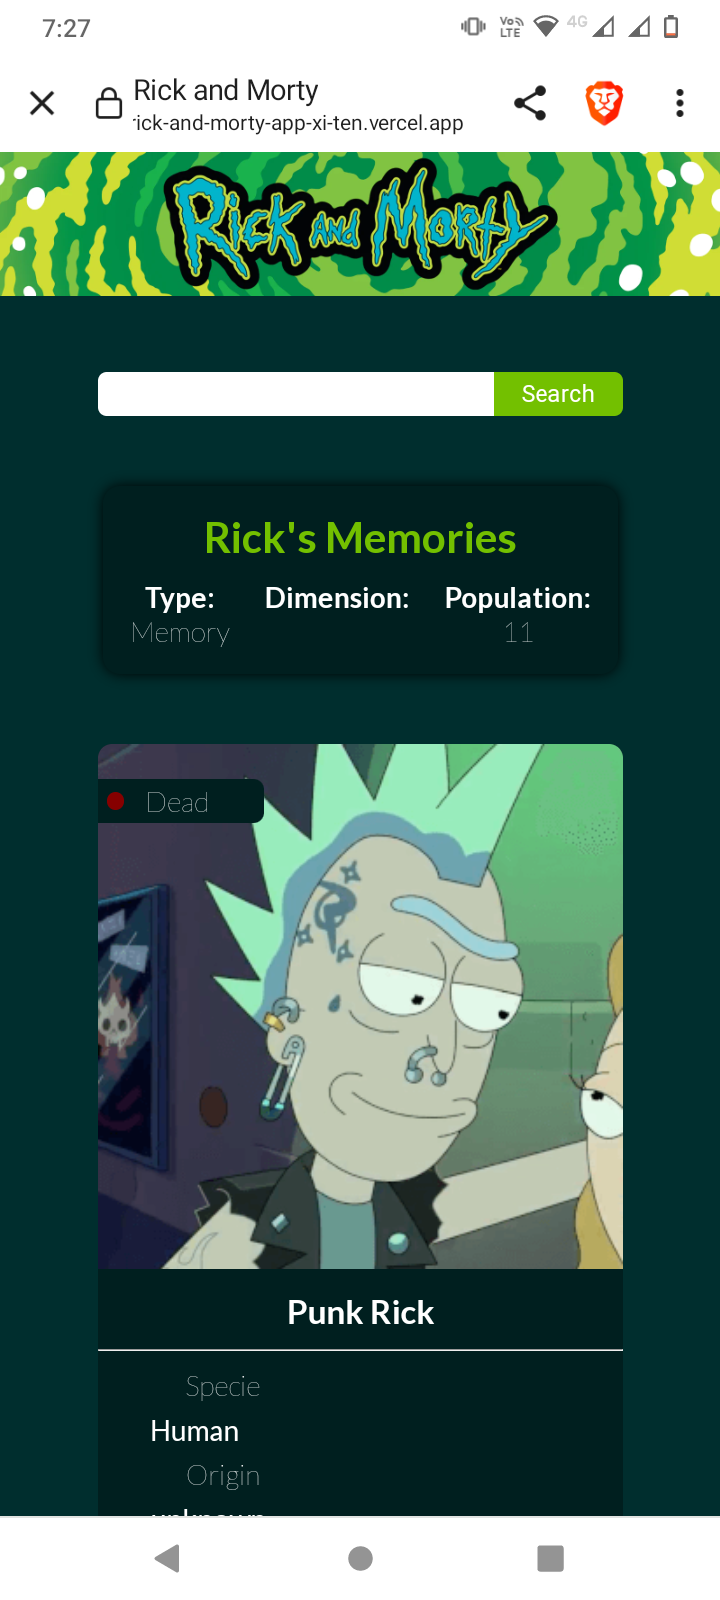 7:27
Vo LTE 4G
Rick and Morty
rick-and-morty-app-xi-ten.vercel.app
Rick and Morty
Search
Rick's Memories
Type: Dimension: Population:
Memory 11
Dead
Punk Rick
Specie
Human
Origin
unknown